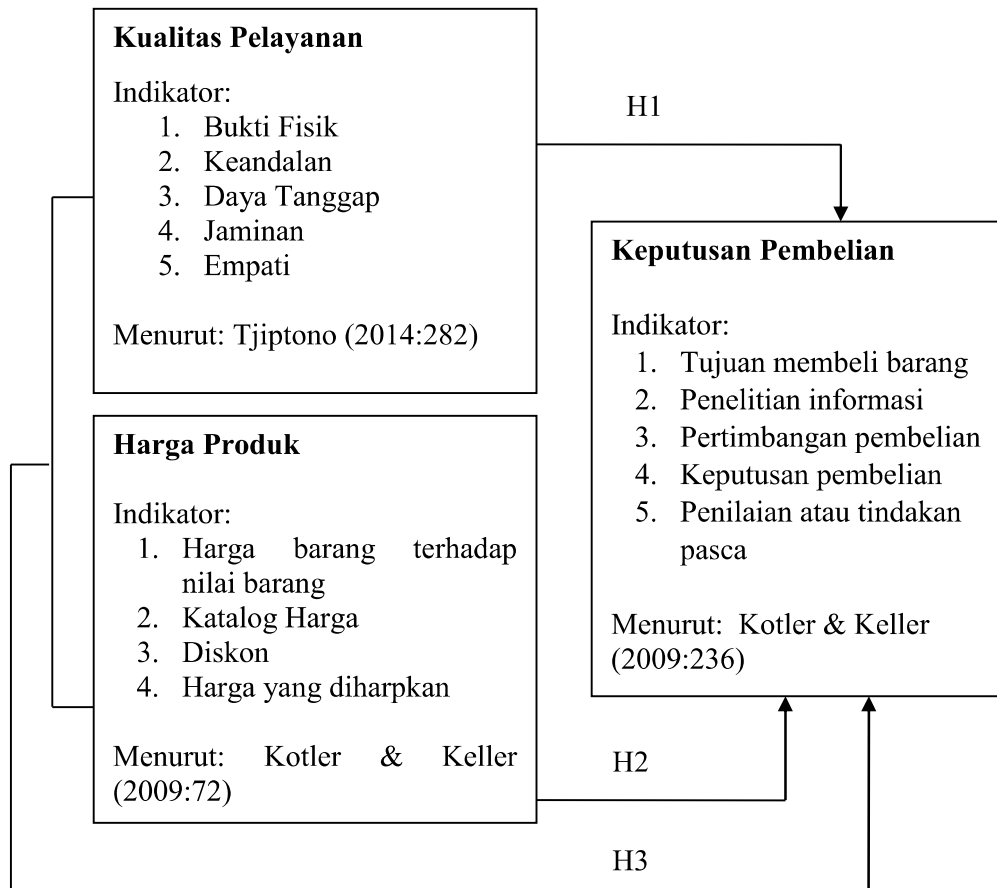 Kualitas Pelayanan
Indikator:
1. Bukti Fisik
2. Keandalan
3. Daya Tanggap
4. Jaminan
5. Empati
Menurut: Tjiptono (2014:282)
H1
Harga Produk
Indikator:
1. Harga barang terhadap
nilai barang
2. Katalog Harga
3. Diskon
4. Harga yang diharpkan
Menurut: Kotler & Keller
(2009:72)
Keputusan Pembelian
Indikator:
1. Tujuan membeli barang
2. Penelitian informasi
3. Pertimbangan pembelian
4. Keputusan pembelian
5. Penilaian atau tindakan
pasca
Menurut: Kotler & Keller
(2009:236)
H2
H3